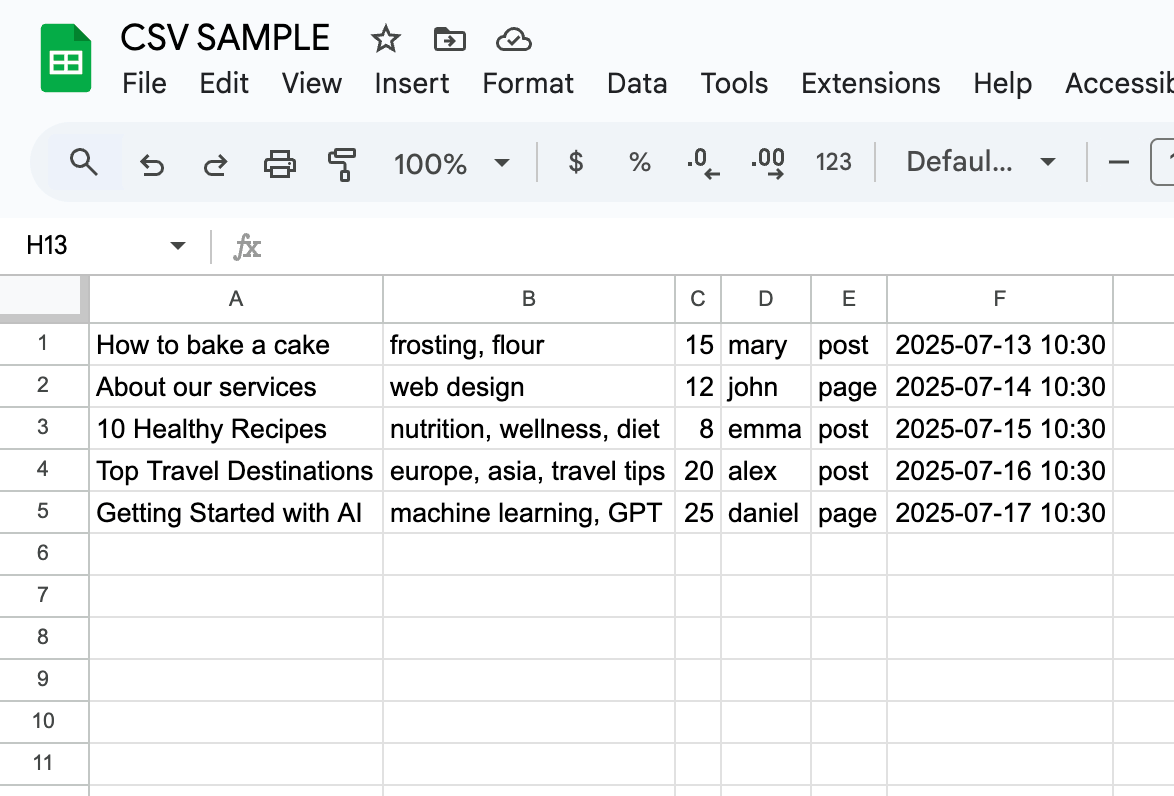 CSV SAMPLE
File Edit View Insert Format Data Tools Extensions Help
100% $ % .0 .00 123 Defaul...
H13 fx
A B C D E F
1 How to bake a cake frosting, flour 15 mary post 2025-07-13 10:30
2 About our services web design 12 john page 2025-07-14 10:30
3 10 Healthy Recipes nutrition, wellness, diet 8 emma post 2025-07-15 10:30
4 Top Travel Destinations europe, asia, travel tips 20 alex post 2025-07-16 10:30
5 Getting Started with AI machine learning, GPT 25 daniel page 2025-07-17 10:30
6
7
8
9
10
11